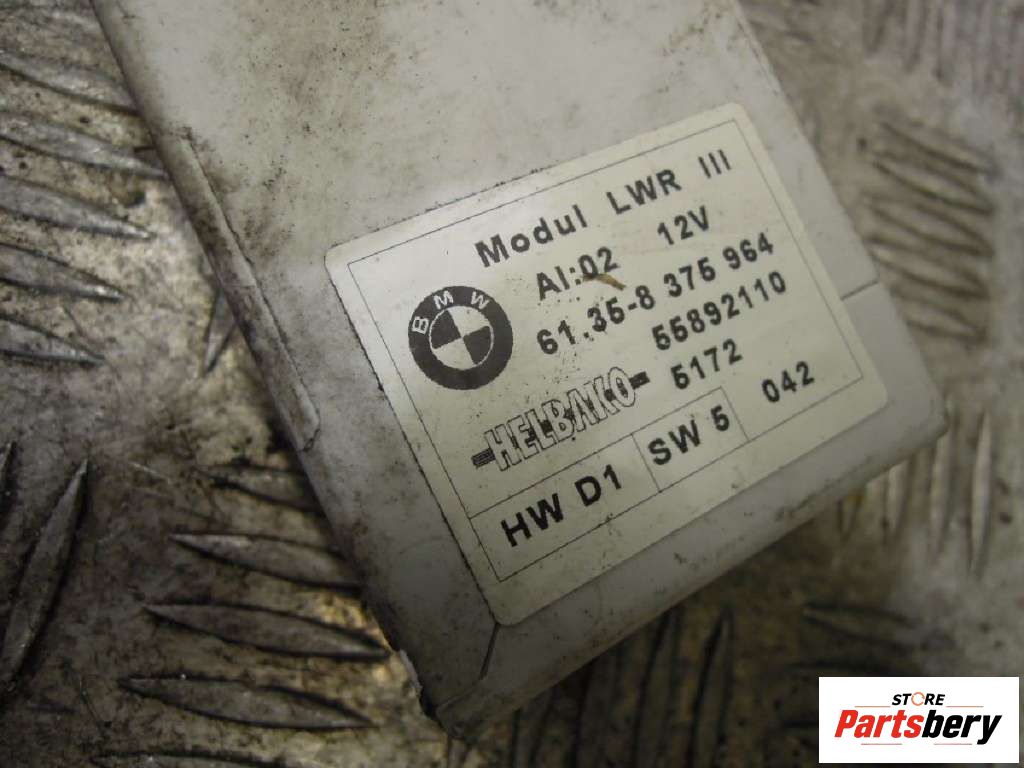 Modul LWR III
AI:02 12V
BMW
61.35-8 375 964
55892110
HELBAKO
5172
HW D1 SW 5 042
STORE
Partsbery